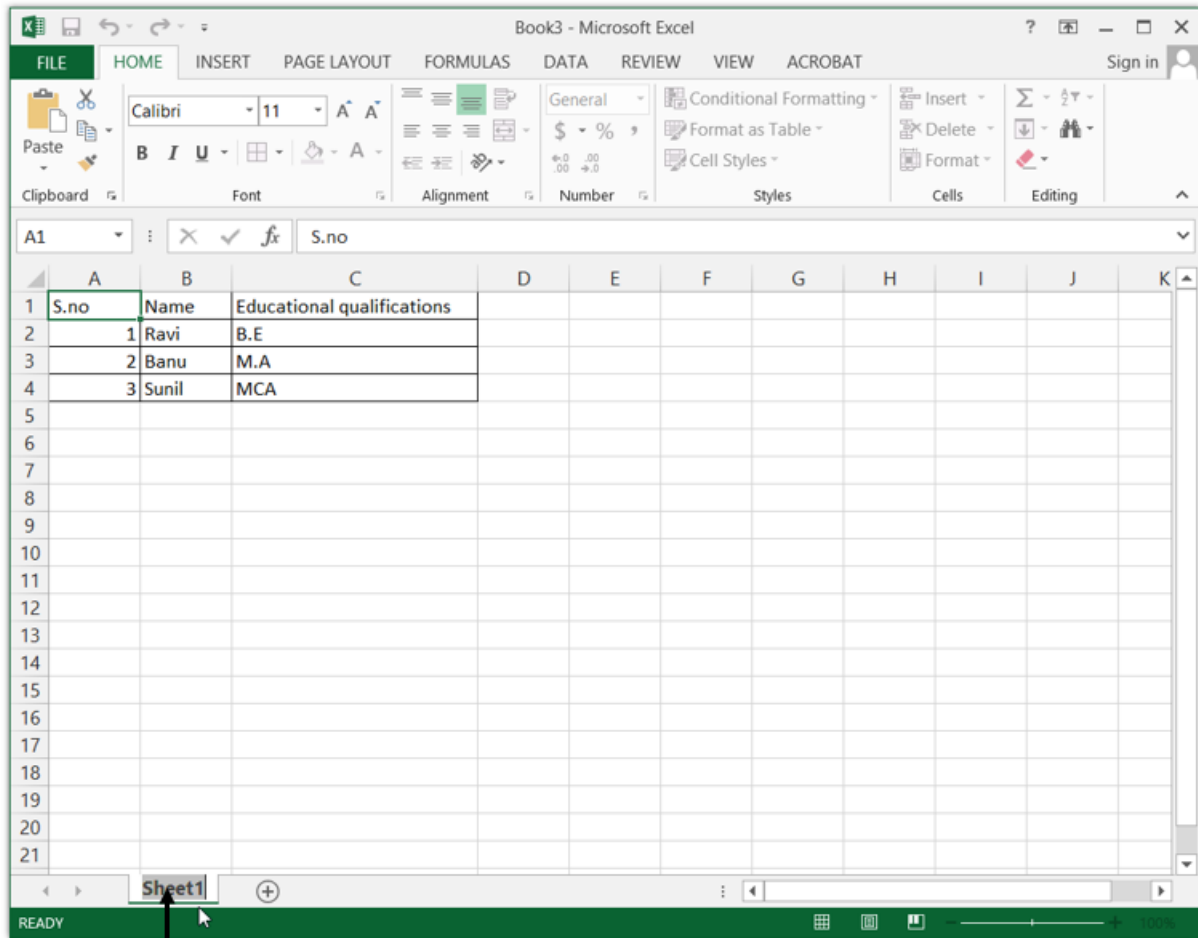 Book3 - Microsoft Excel ?
FILE HOME INSERT PAGE LAYOUT FORMULAS DATA REVIEW VIEW ACROBAT Sign in
Paste
Calibri 11 A A
B I U A
General
$ % ,
Conditional Formatting
Format as Table
Cell Styles
Insert
Delete
Format
Σ
Clipboard Font Alignment Number Styles Cells Editing
A1 fx S.no
A B C D E F G H I J K
1 S.no Name Educational qualifications
2 1 Ravi B.E
3 2 Banu M.A
4 3 Sunil MCA
5
6
7
8
9
10
11
12
13
14
15
16
17
18
19
20
21
Sheet1
READY 100%